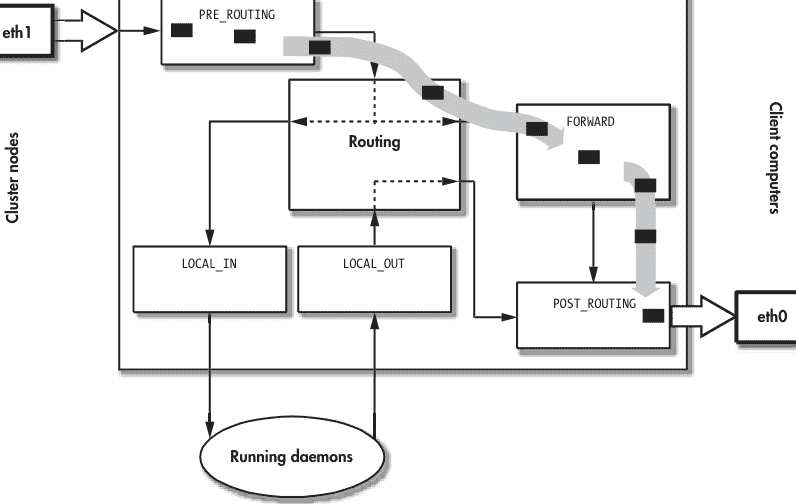 PRE_ROUTING
eth1
FORWARD
Routing
Cluster nodes
Client computers
LOCAL_IN
LOCAL_OUT
POST_ROUTING
eth0
Running daemons